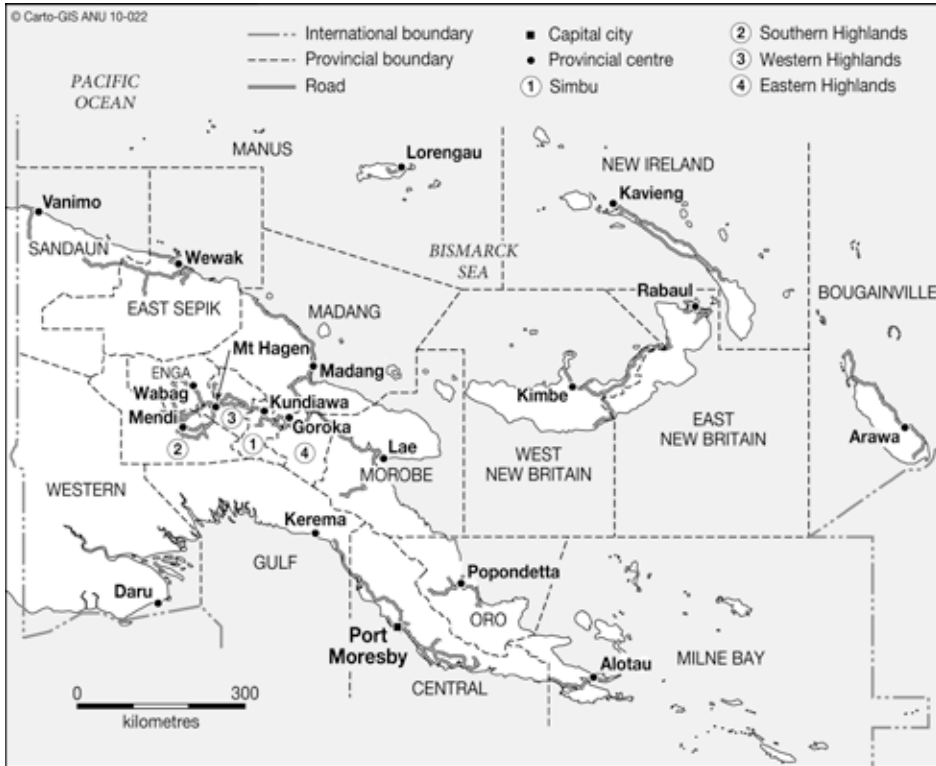 © Carto-GIS ANU 10-022
International boundary
Provincial boundary
Road
Capital city
Provincial centre
1 Simbu
2 Southern Highlands
3 Western Highlands
4 Eastern Highlands
PACIFIC
OCEAN
MANUS
Lorengau
NEW IRELAND
Kavieng
Vanimo
SANDAUN
Wewak
BISMARCK
SEA
EAST SEPIK
MADANG
Rabaul
BOUGAINVILLE
Mt Hagen
Madang
ENGA
Wabag
Kundiawa
Kimbe
Mendi
3
Goroka
EAST
NEW BRITAIN
Arawa
2
1
4
Lae
MOROBE
WEST
NEW BRITAIN
WESTERN
Kerema
GULF
Popondetta
Daru
ORO
Port
Moresby
Alotau
MILNE BAY
CENTRAL
0
300
kilometres